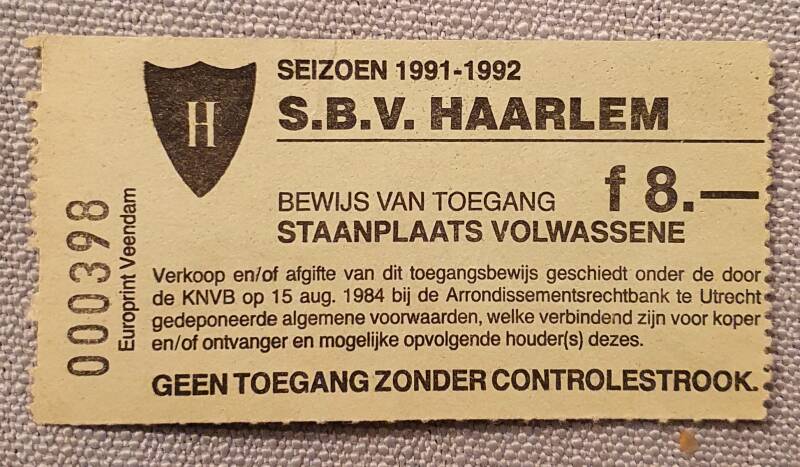 SEIZOEN 1991-1992
S.B.V. HAARLEM
H
BEWIJS VAN TOEGANG f 8.—
STAANPLAATS VOLWASSENE
Verkoop en/of afgifte van dit toegangsbewijs geschiedt onder de door
de KNVB op 15 aug. 1984 bij de Arrondissementsrechtbank te Utrecht
gedeponeerde algemene voorwaarden, welke verbindend zijn voor koper
en/of ontvanger en mogelijke opvolgende houder(s) dezes.
GEEN TOEGANG ZONDER CONTROLESTROOK.
000398
Europrint Veendam